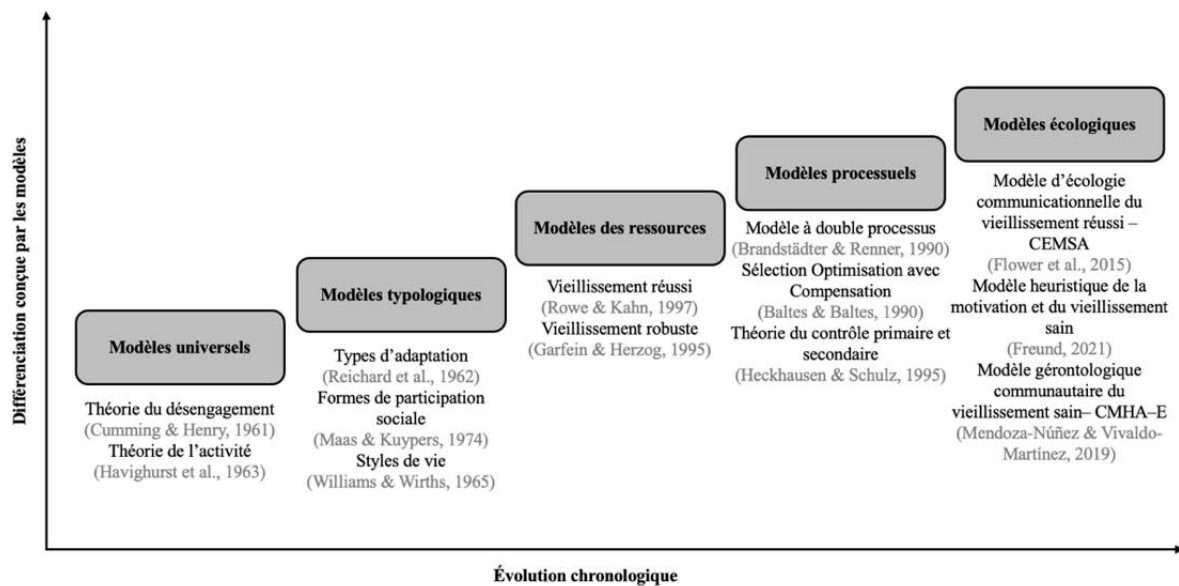 Différenciation conçue par les modèles
Modèles universels
Théorie du désengagement
(Cumming & Henry, 1961)
Théorie de l'activité
(Havighurst et al., 1963)
Modèles typologiques
Types d'adaptation
(Reichard et al., 1962)
Formes de participation
sociale
(Maas & Kuypers, 1974)
Styles de vie
(Williams & Wirths, 1965)
Modèles des ressources
Vieillissement réussi
(Rowe & Kahn, 1997)
Vieillissement robuste
(Garfein & Herzog, 1995)
Modèles processuels
Modèle à double processus
(Brandstädter & Renner, 1990)
Sélection Optimisation avec
Compensation
(Baltes & Baltes, 1990)
Théorie du contrôle primaire et
secondaire
(Heckhausen & Schulz, 1995)
Modèles écologiques
Modèle d'écologie
communicationnelle du
vieillissement réussi –
CEMSA
(Flower et al., 2015)
Modèle heuristique de la
motivation et du vieillissement
sain
(Freund, 2021)
Modèle gérontologique
communautaire du
vieillissement sain– CMHA–E
(Mendoza-Núñez & Vivaldo-
Martínez, 2019)
Évolution chronologique